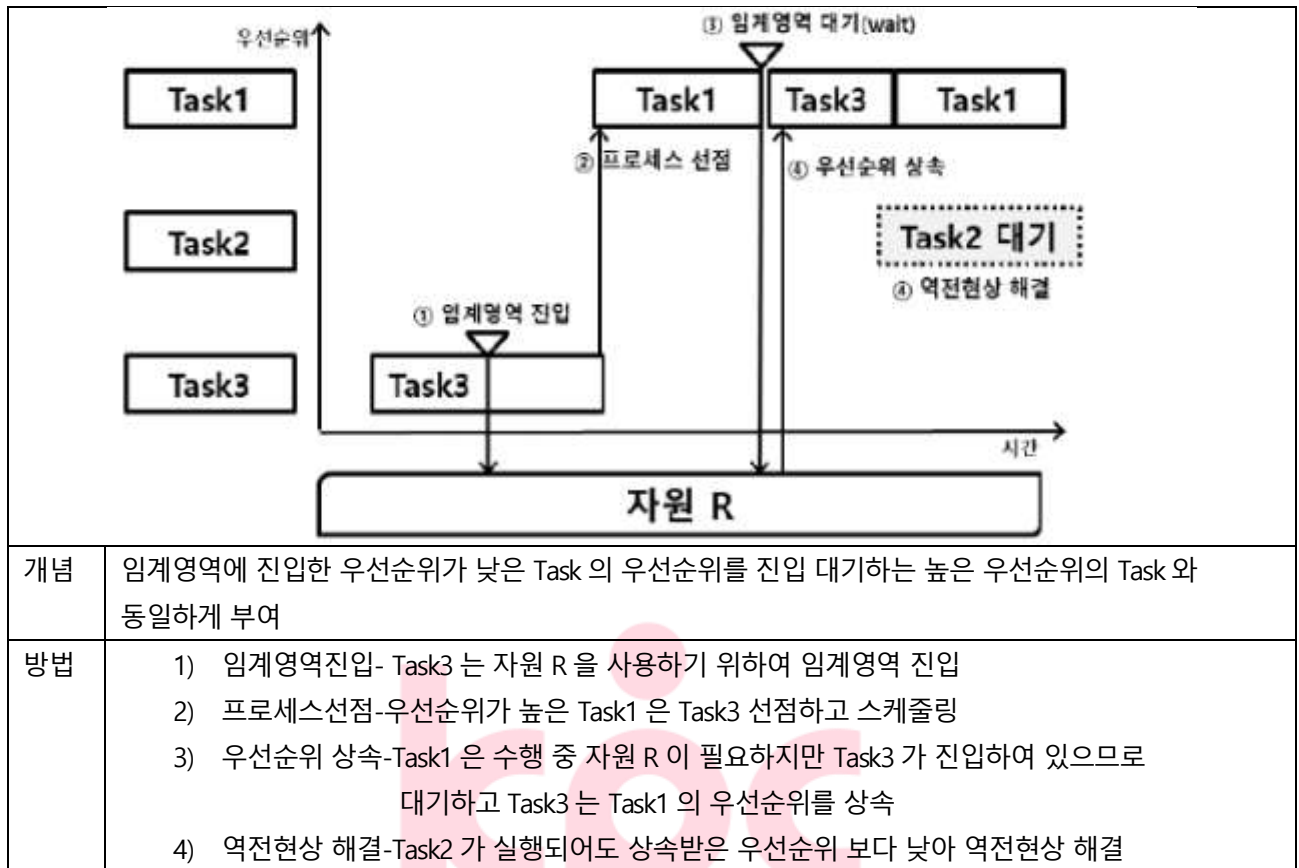 우선순위
③ 임계영역 대기(wait)
Task1
Task1
Task3
Task1
② 프로세스 선점
④ 우선순위 상속
Task2
Task2 대기
④ 역전현상 해결
① 임계영역 진입
Task3
Task3
시간
자원 R
개념
임계영역에 진입한 우선순위가 낮은 Task 의 우선순위를 진입 대기하는 높은 우선순위의 Task 와
동일하게 부여
방법
1) 임계영역진입- Task3 는 자원 R 을 사용하기 위하여 임계영역 진입
2) 프로세스선점-우선순위가 높은 Task1 은 Task3 선점하고 스케줄링
3) 우선순위 상속-Task1 은 수행 중 자원 R 이 필요하지만 Task3 가 진입하여 있으므로
대기하고 Task3 는 Task1 의 우선순위를 상속
4) 역전현상 해결-Task2 가 실행되어도 상속받은 우선순위 보다 낮아 역전현상 해결